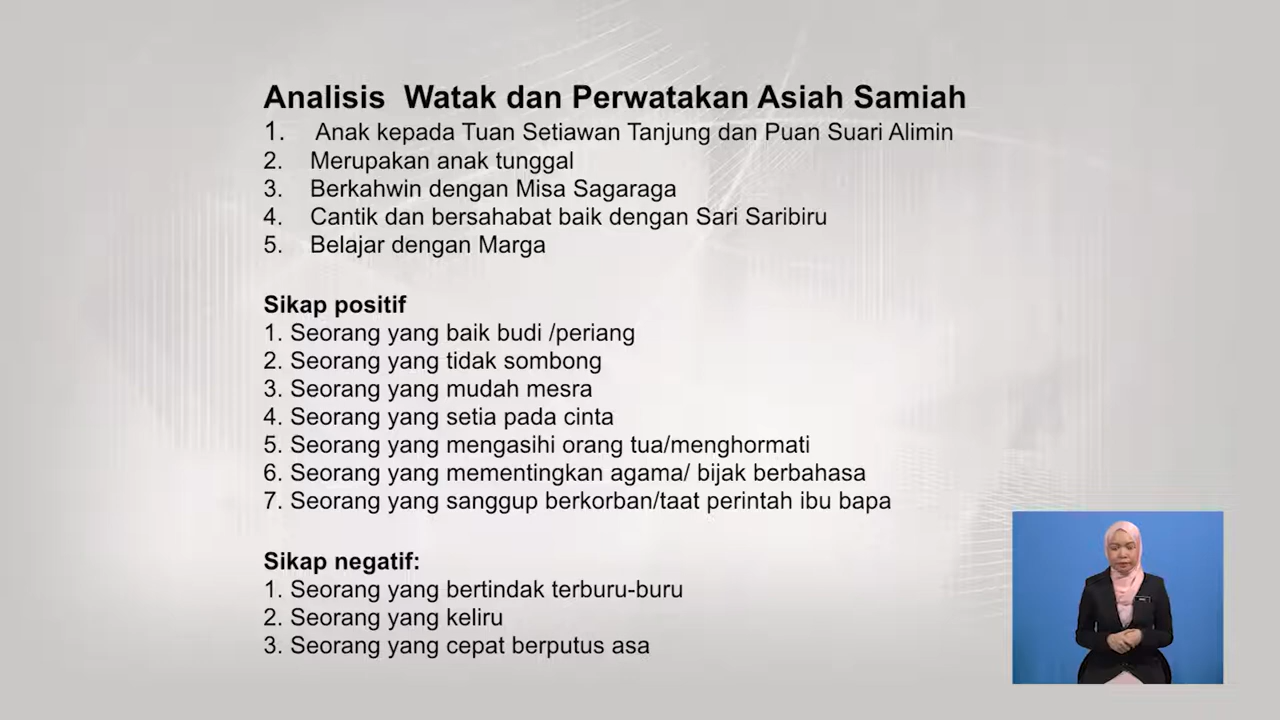 Analisis Watak dan Perwatakan Asiah Samiah
1. Anak kepada Tuan Setiawan Tanjung dan Puan Suari Alimin
2. Merupakan anak tunggal
3. Berkahwin dengan Misa Sagaraga
4. Cantik dan bersahabat baik dengan Sari Saribiru
5. Belajar dengan Marga
Sikap positif
1. Seorang yang baik budi /periang
2. Seorang yang tidak sombong
3. Seorang yang mudah mesra
4. Seorang yang setia pada cinta
5. Seorang yang mengasihi orang tua/menghormati
6. Seorang yang mementingkan agama/ bijak berbahasa
7. Seorang yang sanggup berkorban/taat perintah ibu bapa
Sikap negatif:
1. Seorang yang bertindak terburu-buru
2. Seorang yang keliru
3. Seorang yang cepat berputus asa